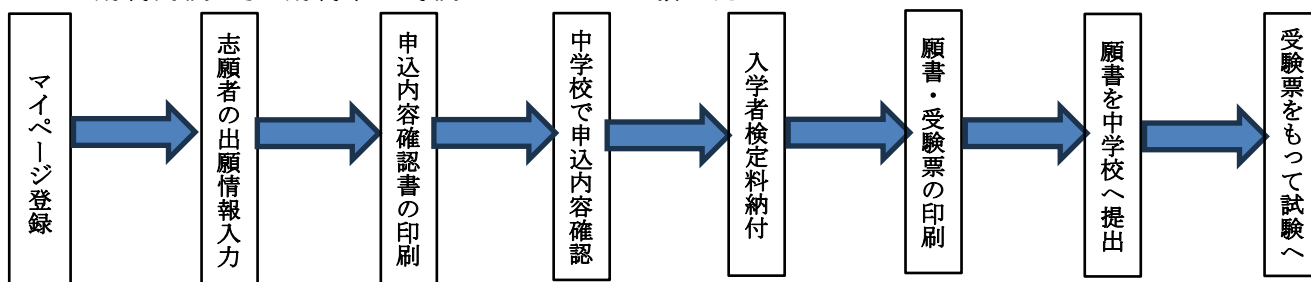 マイページ登録
志願者の出願情報入力
申込内容確認書の印刷
中学校で申込内容確認
入学者検定料納付
願書・受験票の印刷
願書を中学校へ提出
受験票をもって試験へ